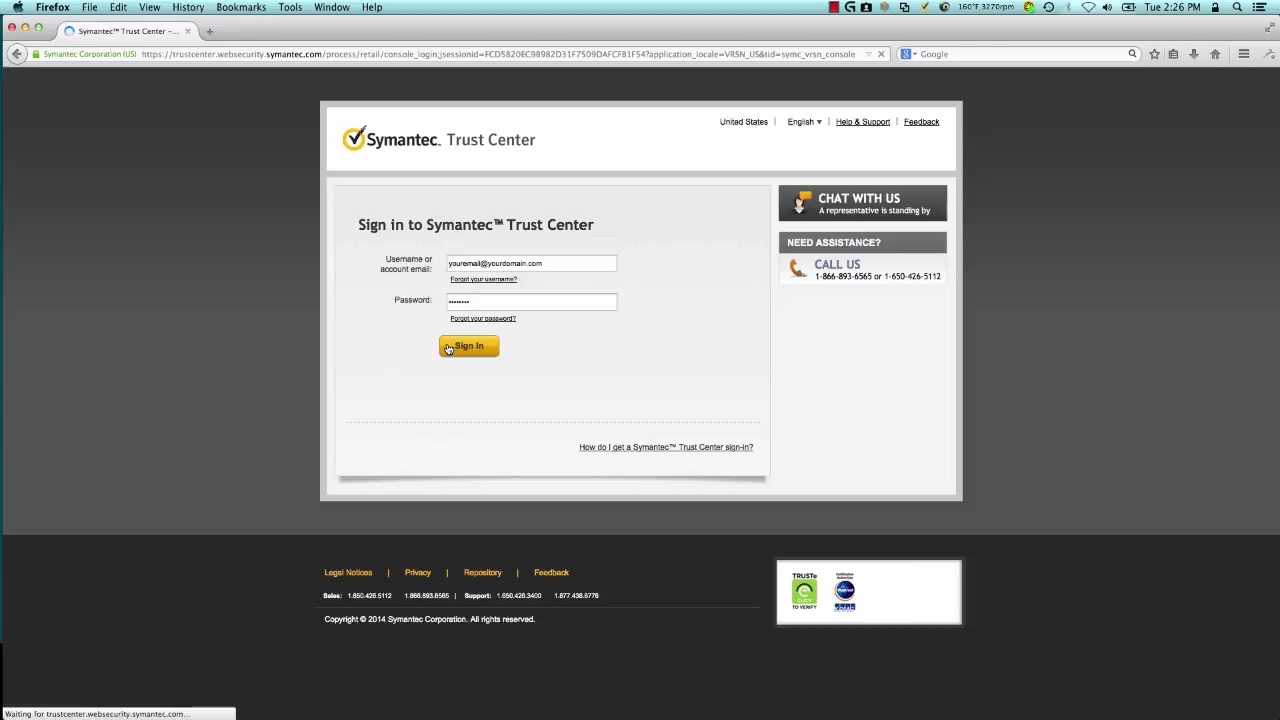 Firefox File Edit View History Bookmarks Tools Window Help 160°F 3270rpm Tue 2:26 PM
Symantec™ Trust Center -...
Symantec Corporation (US) https://trustcenter.websecurity.symantec.com/process/retail/console_login;jsessionid=FCD5820EC98982D31F7509DAFCF81F54?application_locale=VRSN_US&tid=symc_vrsn_console Google
United States | English | Help & Support | Feedback
Symantec. Trust Center
CHAT WITH US
A representative is standing by
Sign in to Symantec™ Trust Center
NEED ASSISTANCE?
CALL US
1-866-893-6565 or 1-650-426-5112
Username or
account email: youremail@yourdomain.com
Forgot your username?
Password: ••••••••
Forgot your password?
Sign In
How do I get a Symantec™ Trust Center sign-in?
Legal Notices | Privacy | Repository | Feedback
Sales: 1.650.426.5112 1.866.893.6565 | Support: 1.650.426.3400 1.877.438.8776
Copyright © 2014 Symantec Corporation. All rights reserved.
TRUSTe
CLICK
TO VERIFY
Waiting for trustcenter.websecurity.symantec.com...